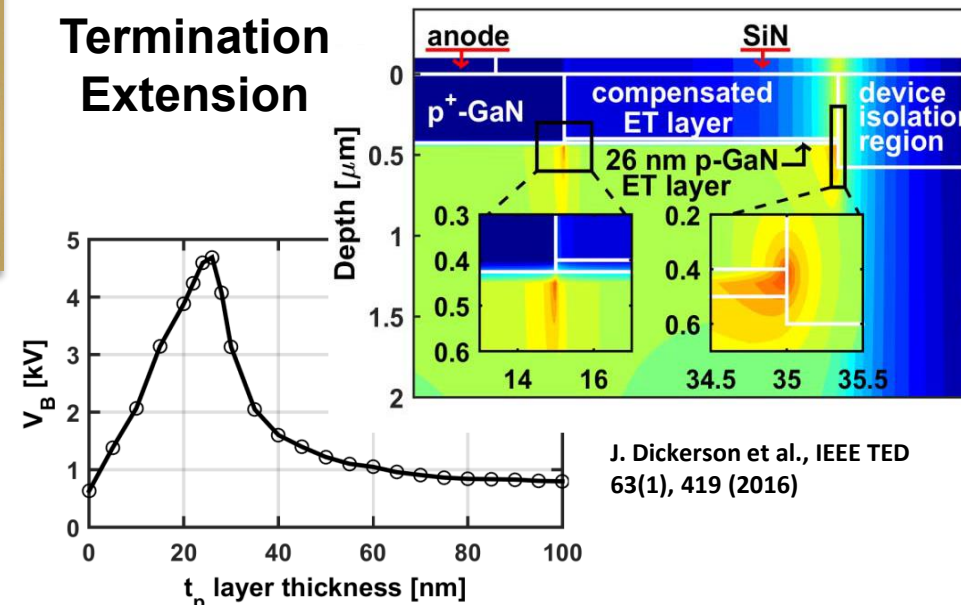 Termination
Extension
anode
SiN
p⁺-GaN
compensated
ET layer
device
isolation
region
26 nm p-GaN
ET layer
Depth [μm]
0
0.5
1
1.5
2
0.3
0.4
0.5
0.6
14
16
0.2
0.4
0.6
34.5
35
35.5
V_B [kV]
5
4
3
2
1
0
0
20
40
60
80
100
t_p layer thickness [nm]
J. Dickerson et al., IEEE TED
63(1), 419 (2016)